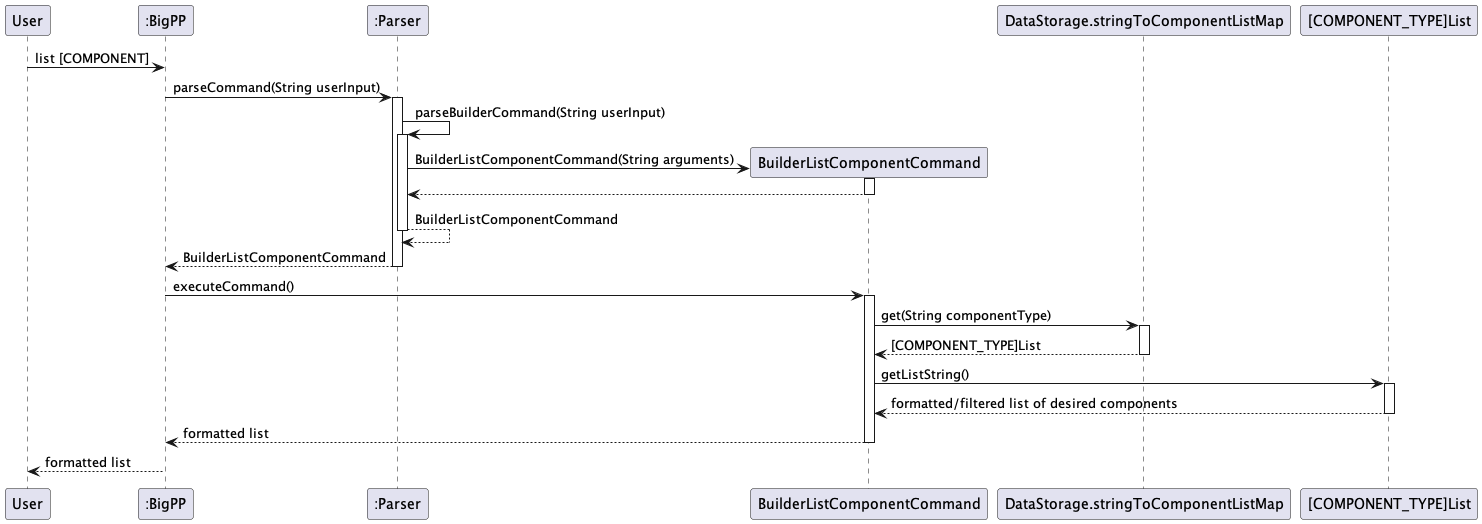 User
:BigPP
:Parser
DataStorage.stringToComponentListMap
[COMPONENT_TYPE]List
list [COMPONENT]
parseCommand(String userInput)
parseBuilderCommand(String userInput)
BuilderListComponentCommand(String arguments)
BuilderListComponentCommand
BuilderListComponentCommand
BuilderListComponentCommand
executeCommand()
get(String componentType)
[COMPONENT_TYPE]List
getListString()
formatted/filtered list of desired components
formatted list
formatted list
User
:BigPP
:Parser
BuilderListComponentCommand
DataStorage.stringToComponentListMap
[COMPONENT_TYPE]List